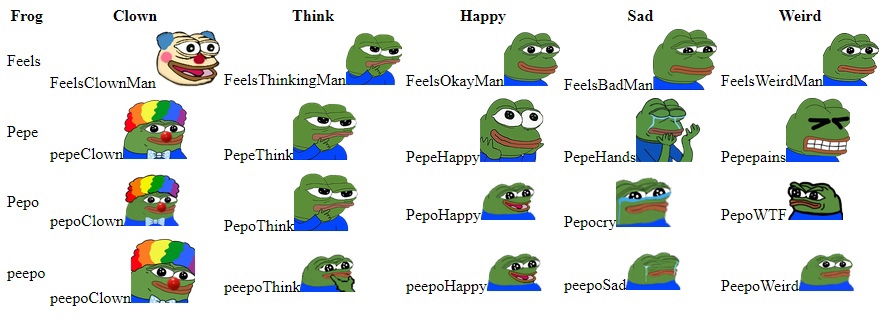 Frog Clown Think Happy Sad Weird
Feels FeelsClownMan FeelsThinkingMan FeelsOkayMan FeelsBadMan FeelsWeirdMan
Pepe pepeClown PepeThink PepeHappy PepeHands Pepepains
Pepo pepoClown PepoThink PepoHappy Pepocry PepoWTF
peepo peepoClown peepoThink peepoHappy peepoSad PeepoWeird